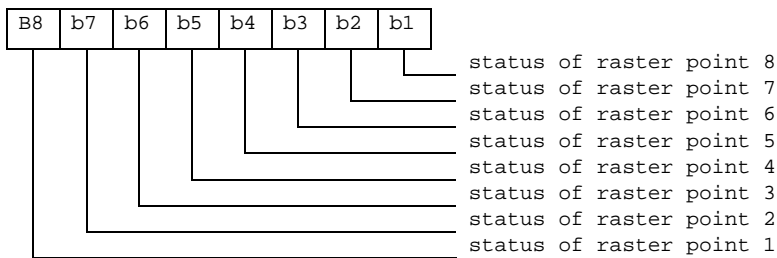 B8 b7 b6 b5 b4 b3 b2 b1
status of raster point 8
status of raster point 7
status of raster point 6
status of raster point 5
status of raster point 4
status of raster point 3
status of raster point 2
status of raster point 1